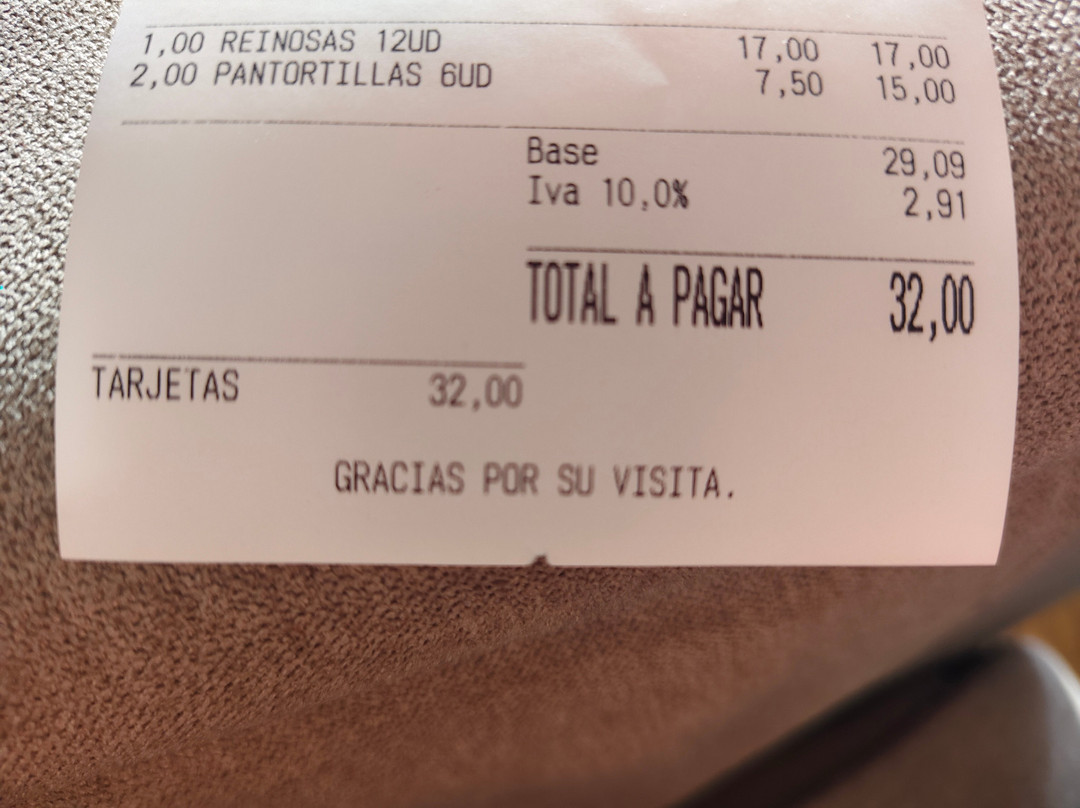 1,00 REINOSAS 12UD 17,00 17,00
2,00 PANTORTILLAS 6UD 7,50 15,00
Base 29,09
Iva 10,0% 2,91
TOTAL A PAGAR 32,00
TARJETAS 32,00
GRACIAS POR SU VISITA.